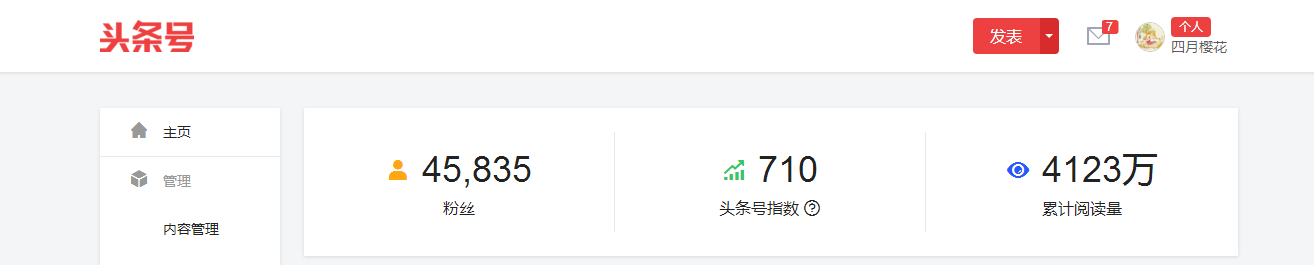 头条号
发表
7
个人
四月樱花
主页
管理
内容管理
45,835
粉丝
710
头条号指数
4123万
累计阅读量